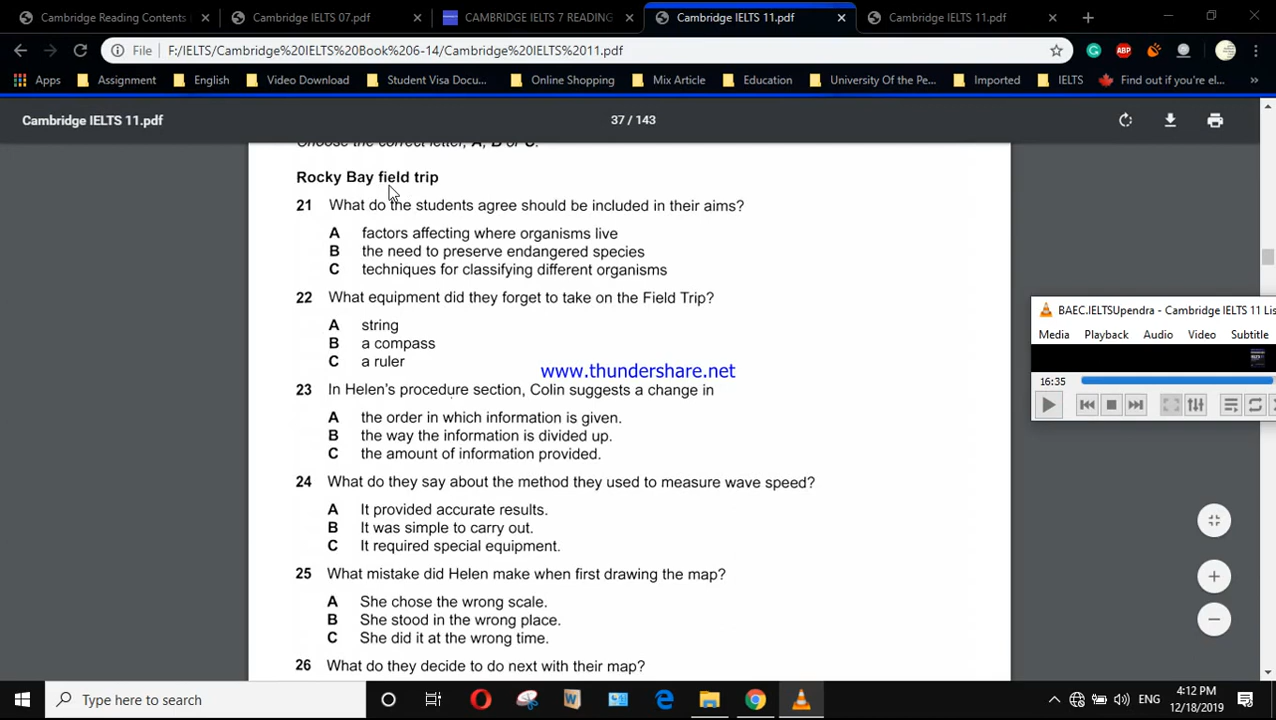 Cambridge Reading Contents
Cambridge IELTS 07.pdf
CAMBRIDGE IELTS 7 READING
Cambridge IELTS 11.pdf
Cambridge IELTS 11.pdf
File F:/IELTS/Cambridge%20IELTS%20Book%206-14/Cambridge%20IELTS%2011.pdf
ABP
Apps Assignment English Video Download Student Visa Docu... Online Shopping Mix Article Education University Of the Pe... Imported IELTS Find out if you're el...
Cambridge IELTS 11.pdf
37 / 143
Choose the correct letter, A, B or C.
Rocky Bay field trip
21 What do the students agree should be included in their aims?
A factors affecting where organisms live
B the need to preserve endangered species
C techniques for classifying different organisms
22 What equipment did they forget to take on the Field Trip?
A string
B a compass
C a ruler
www.thundershare.net
23 In Helen's procedure section, Colin suggests a change in
A the order in which information is given.
B the way the information is divided up.
C the amount of information provided.
24 What do they say about the method they used to measure wave speed?
A It provided accurate results.
B It was simple to carry out.
C It required special equipment.
25 What mistake did Helen make when first drawing the map?
A She chose the wrong scale.
B She stood in the wrong place.
C She did it at the wrong time.
26 What do they decide to do next with their map?
BAEC.IELTSUpendra - Cambridge IELTS 11 Lis
Media Playback Audio Video Subtitle
16:35
Type here to search
ENG
4:12 PM
12/18/2019